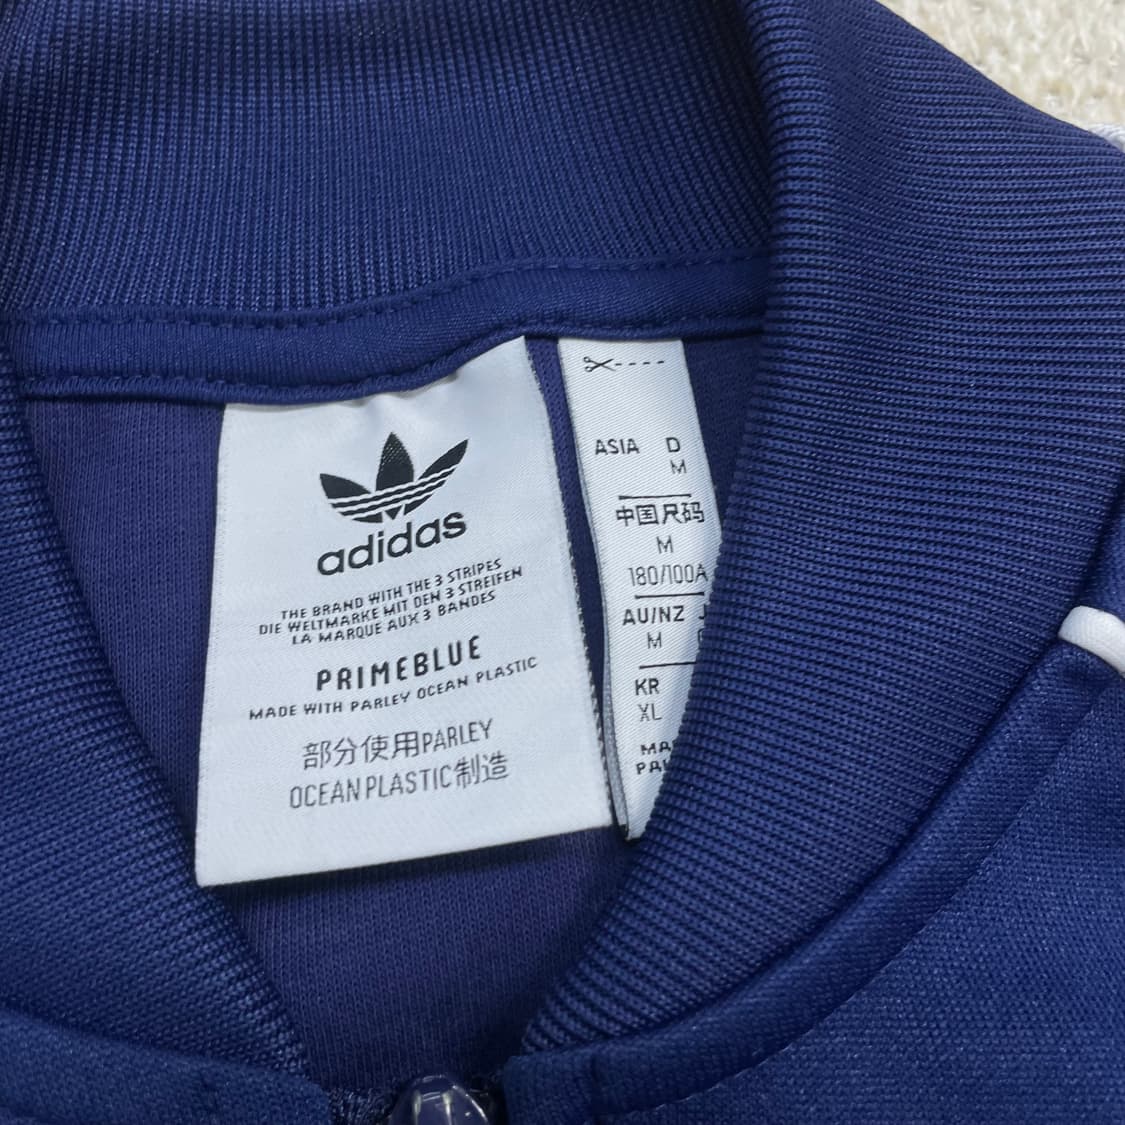 adidas
THE BRAND WITH THE 3 STRIPES
DIE WELTMARKE MIT DEN 3 STREIFEN
LA MARQUE AUX 3 BANDES
PRIMEBLUE
MADE WITH PARLEY OCEAN PLASTIC
部分使用PARLEY
OCEAN PLASTIC制造
ASIA D
M
中国尺码
M
180/100A
AU/NZ J
M
KR
XL